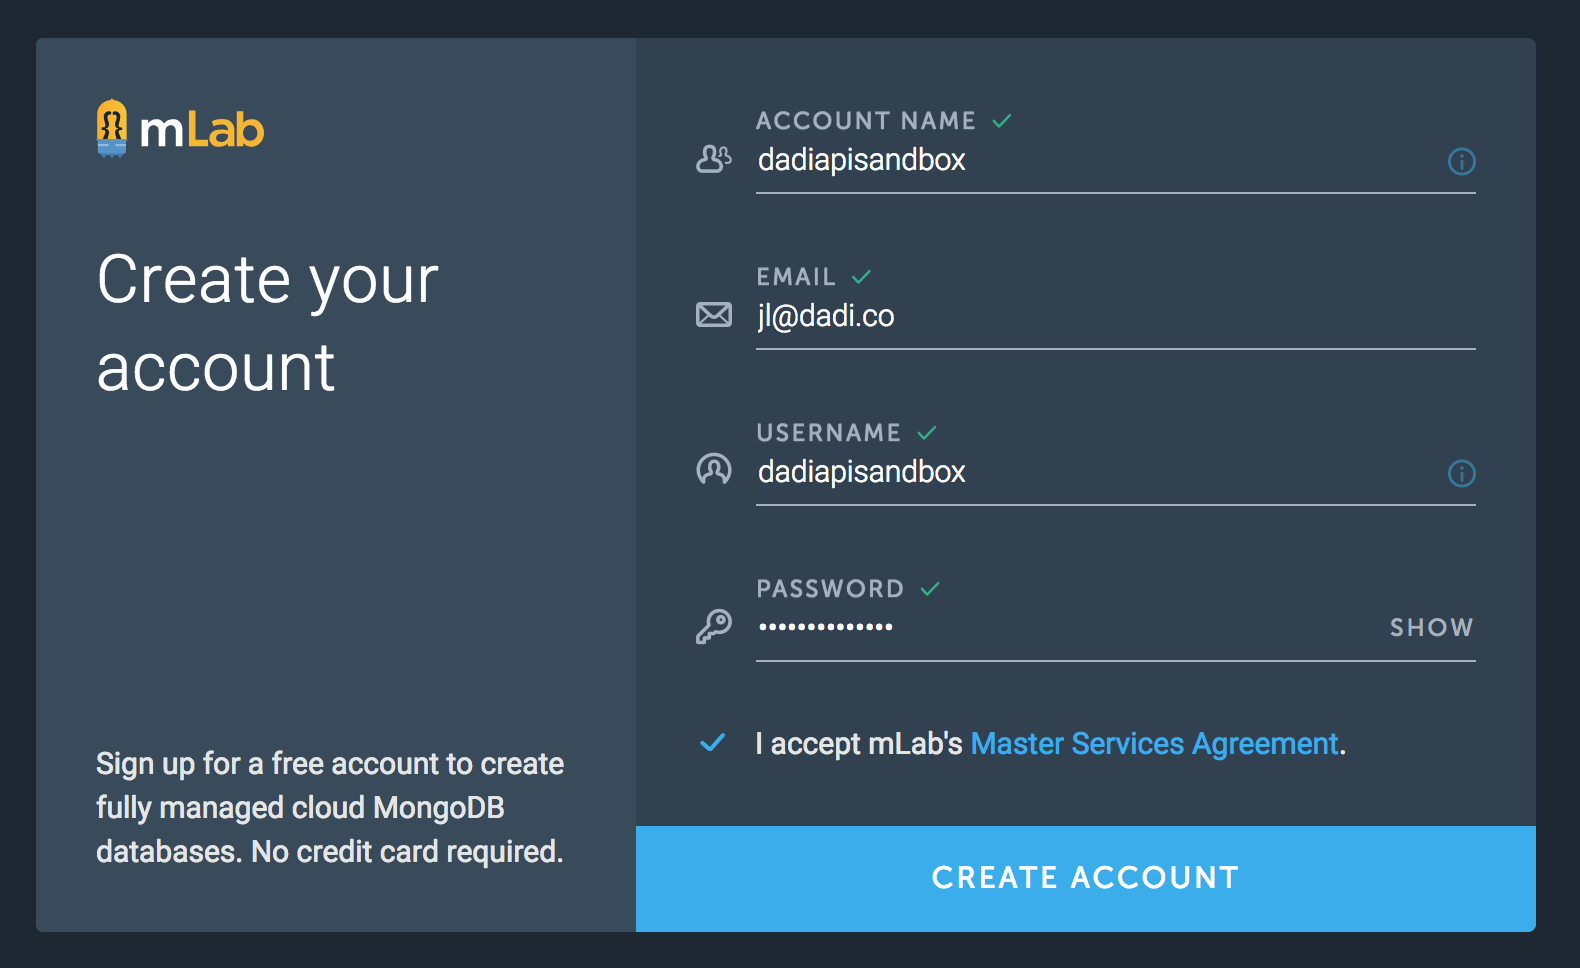 mLab
Create your
account
Sign up for a free account to create
fully managed cloud MongoDB
databases. No credit card required.
ACCOUNT NAME
dadiapisandbox
EMAIL
jl@dadi.co
USERNAME
dadiapisandbox
PASSWORD
••••••••••••••
SHOW
I accept mLab's Master Services Agreement.
CREATE ACCOUNT